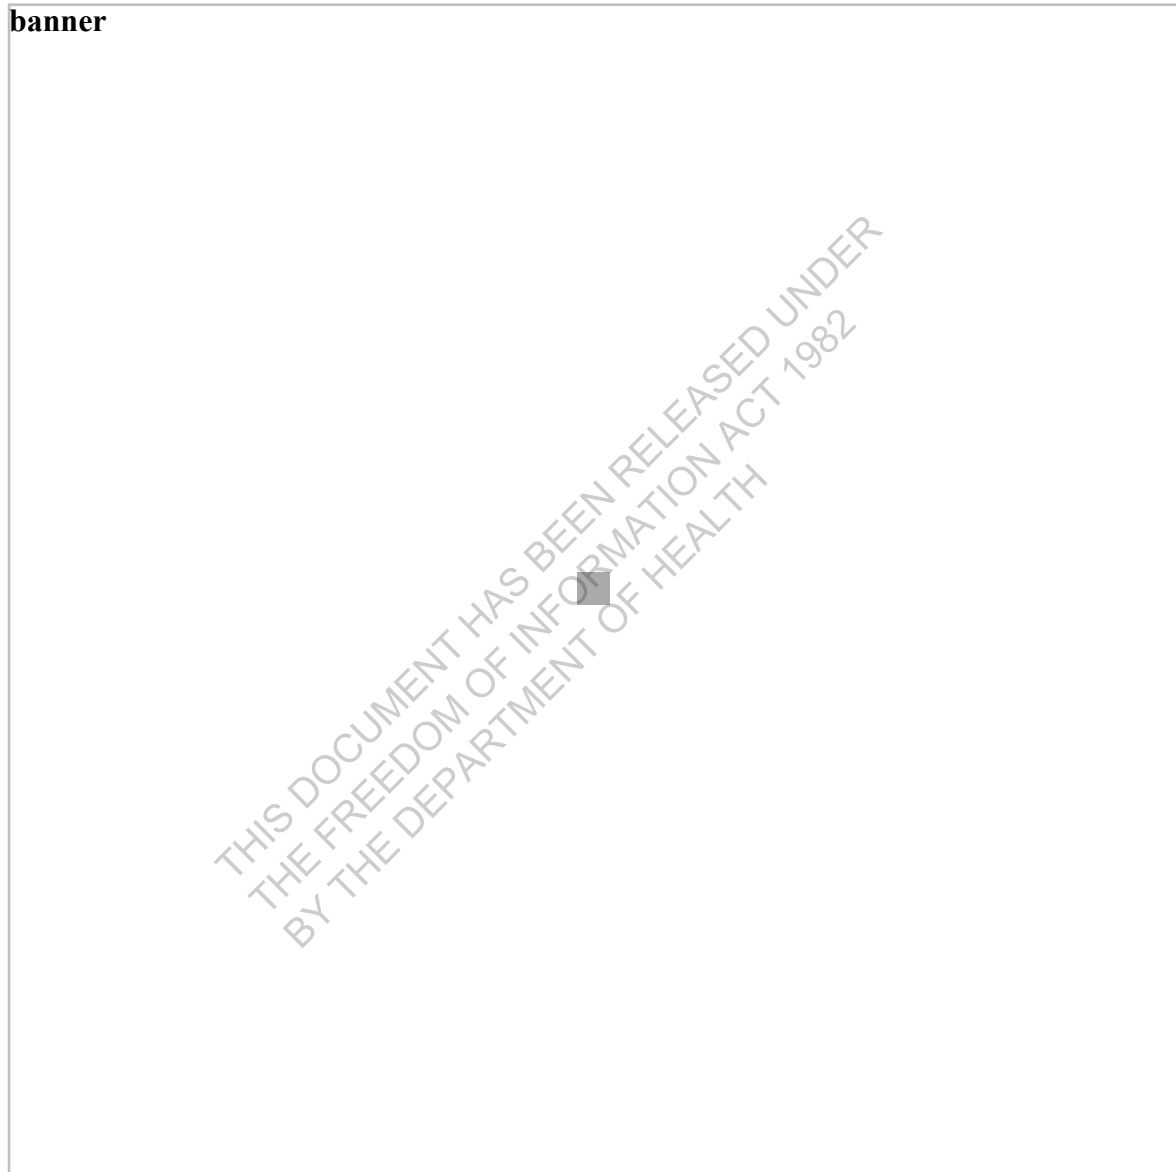 banner
THIS DOCUMENT HAS BEEN RELEASED UNDER
THE FREEDOM OF INFORMATION ACT 1982
BY THE DEPARTMENT OF HEALTH